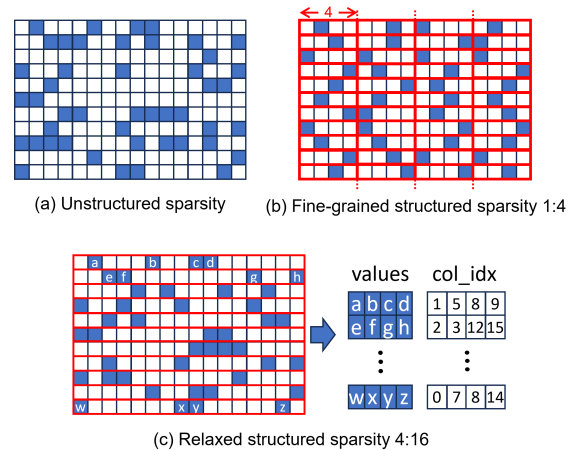 4
(a) Unstructured sparsity
(b) Fine-grained structured sparsity 1:4
a b c d
e f g h
w x y z
values col_idx
a b c d 1 5 8 9
e f g h 2 3 12 15
w x y z 0 7 8 14
(c) Relaxed structured sparsity 4:16